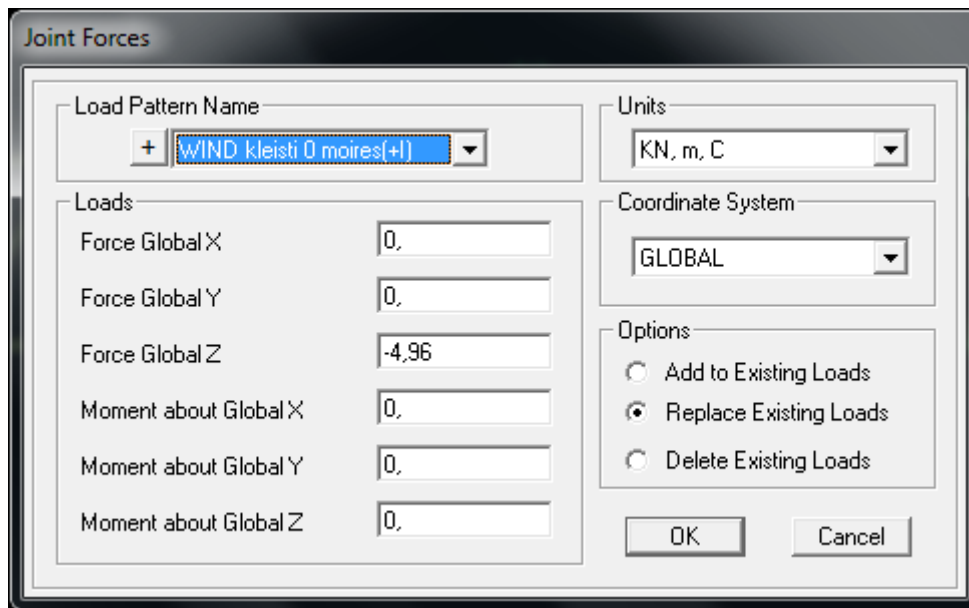 Joint Forces
Load Pattern Name
+ WIND kleisti 0 moires(+I)
Units
KN, m, C
Loads
Force Global X 0,
Force Global Y 0,
Force Global Z -4,96
Moment about Global X 0,
Moment about Global Y 0,
Moment about Global Z 0,
Coordinate System
GLOBAL
Options
Add to Existing Loads
Replace Existing Loads
Delete Existing Loads
OK Cancel